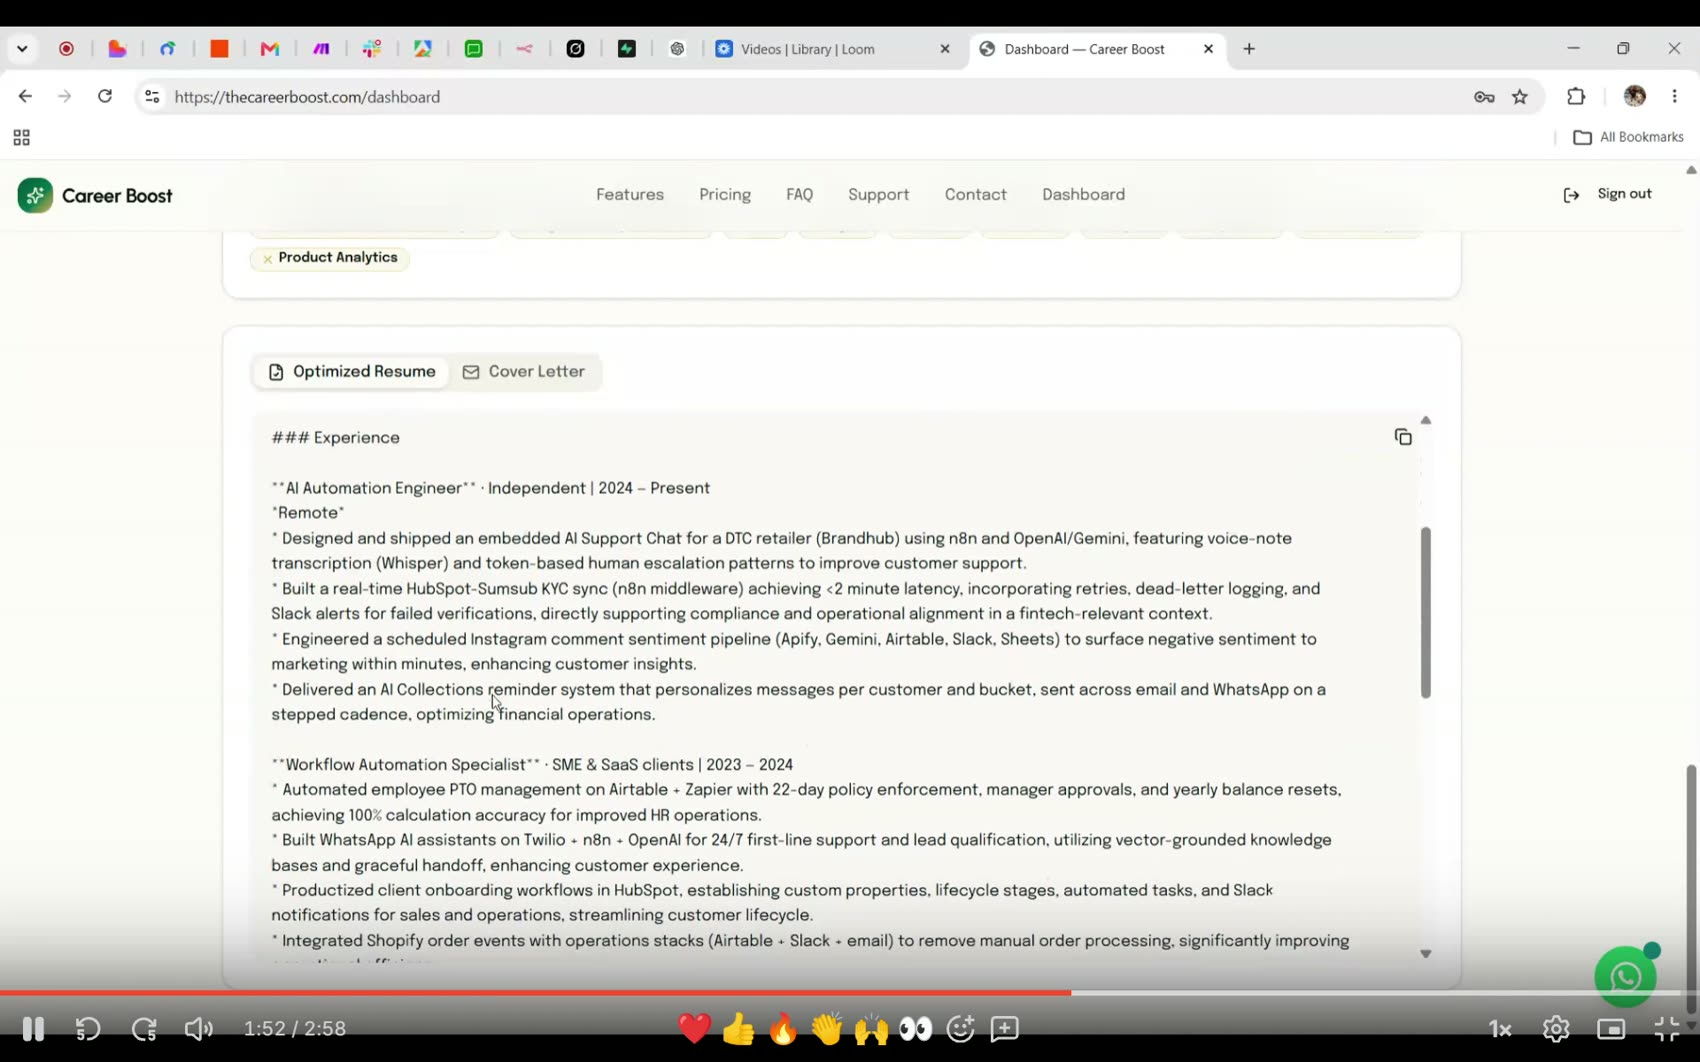 Videos | Library | Loom
Dashboard — Career Boost
https://thecareerboost.com/dashboard
All Bookmarks
Career Boost
Features
Pricing
FAQ
Support
Contact
Dashboard
Sign out
Product Analytics
Optimized Resume
Cover Letter
### Experience
**AI Automation Engineer** · Independent | 2024 – Present
*Remote*
* Designed and shipped an embedded AI Support Chat for a DTC retailer (Brandhub) using n8n and OpenAI/Gemini, featuring voice-note
transcription (Whisper) and token-based human escalation patterns to improve customer support.
* Built a real-time HubSpot-Sumsub KYC sync (n8n middleware) achieving <2 minute latency, incorporating retries, dead-letter logging, and
Slack alerts for failed verifications, directly supporting compliance and operational alignment in a fintech-relevant context.
* Engineered a scheduled Instagram comment sentiment pipeline (Apify, Gemini, Airtable, Slack, Sheets) to surface negative sentiment to
marketing within minutes, enhancing customer insights.
* Delivered an AI Collections reminder system that personalizes messages per customer and bucket, sent across email and WhatsApp on a
stepped cadence, optimizing financial operations.
**Workflow Automation Specialist** · SME & SaaS clients | 2023 – 2024
* Automated employee PTO management on Airtable + Zapier with 22-day policy enforcement, manager approvals, and yearly balance resets,
achieving 100% calculation accuracy for improved HR operations.
* Built WhatsApp AI assistants on Twilio + n8n + OpenAI for 24/7 first-line support and lead qualification, utilizing vector-grounded knowledge
bases and graceful handoff, enhancing customer experience.
* Productized client onboarding workflows in HubSpot, establishing custom properties, lifecycle stages, automated tasks, and Slack
notifications for sales and operations, streamlining customer lifecycle.
* Integrated Shopify order events with operations stacks (Airtable + Slack + email) to remove manual order processing, significantly improving
1:52 / 2:58
1x